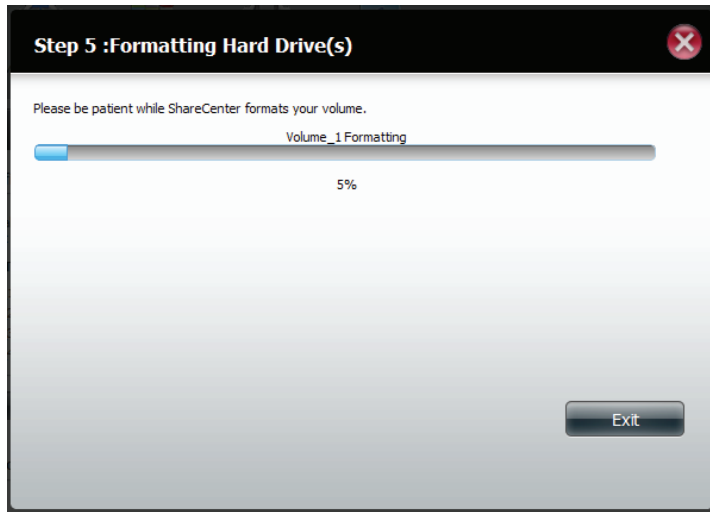 Step 5 :Formatting Hard Drive(s)
Please be patient while ShareCenter formats your volume.
Volume_1 Formatting
5%
Exit